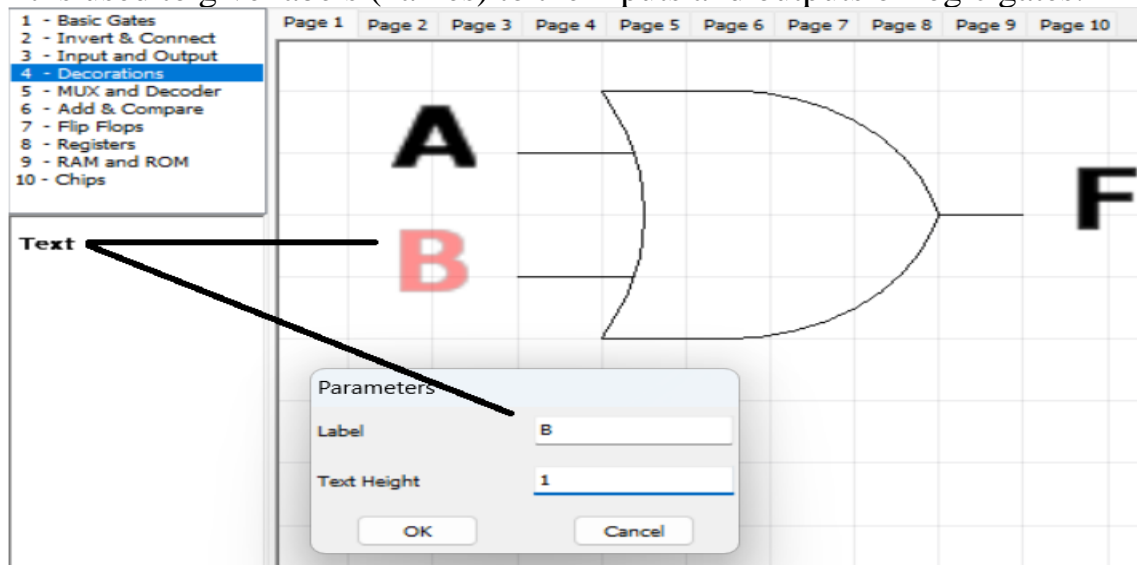 1 - Basic Gates
2 - Invert & Connect
3 - Input and Output
4 - Decorations
5 - MUX and Decoder
6 - Add & Compare
7 - Flip Flops
8 - Registers
9 - RAM and ROM
10 - Chips
Text
Page 1 Page 2 Page 3 Page 4 Page 5 Page 6 Page 7 Page 8 Page 9 Page 10
A
B
F
Parameters
Label B
Text Height 1
OK Cancel